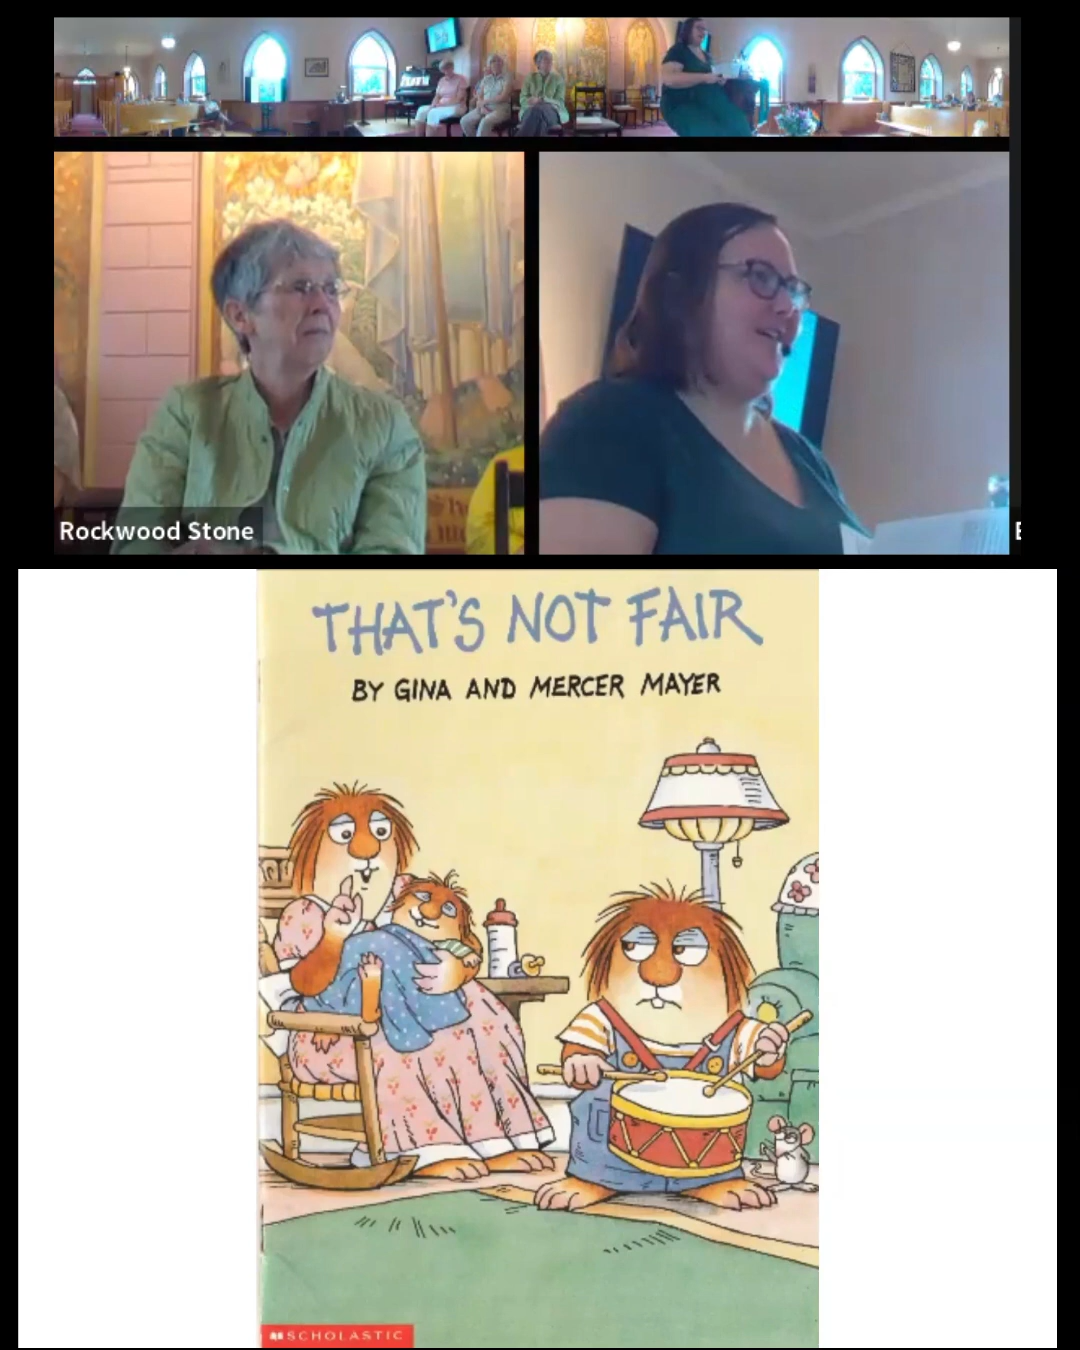 Rockwood Stone
THAT'S NOT FAIR
BY GINA AND MERCER MAYER
SCHOLASTIC